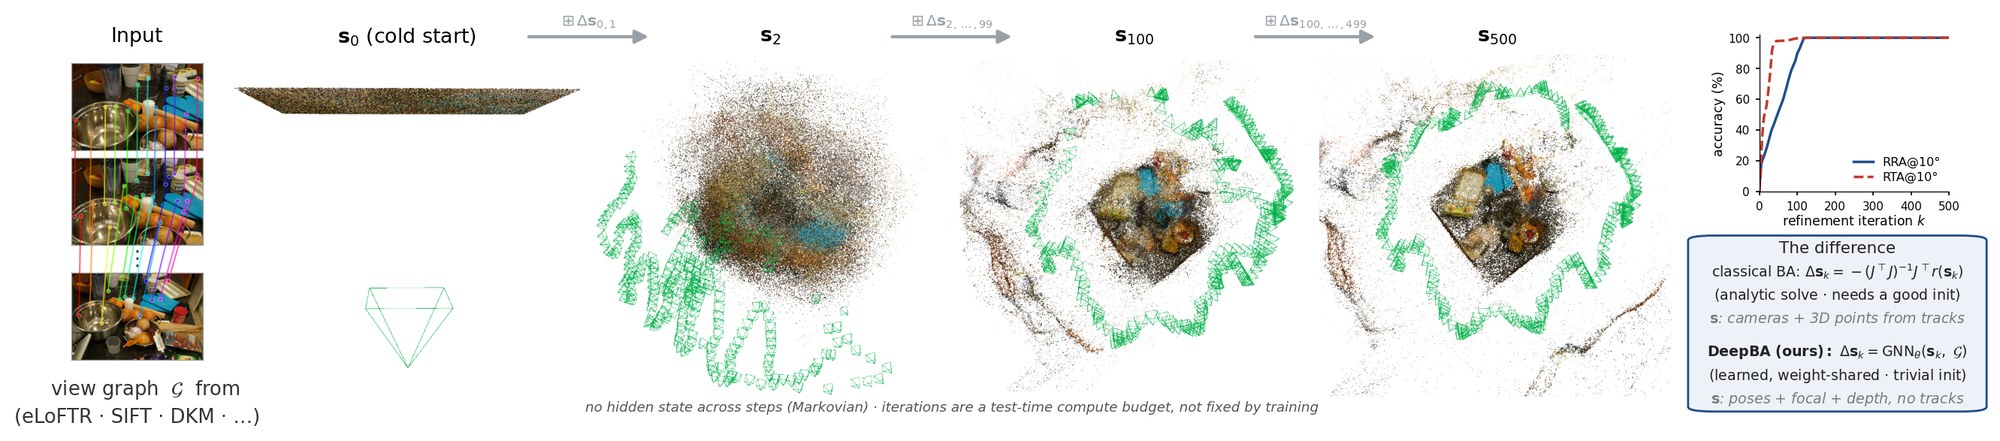 Input
view graph 𝒢 from
(eLoFTR · SIFT · DKM · ...)
s₀ (cold start)
⊞ Δs₀,₁
s₂
⊞ Δs₂, ... ,₉₉
s₁₀₀
⊞ Δs₁₀₀, ... ,₄₉₉
s₅₀₀
no hidden state across steps (Markovian) · iterations are a test-time compute budget, not fixed by training
accuracy (%)
100
80
60
40
20
0
RRA@10°
RTA@10°
0 100 200 300 400 500
refinement iteration k
The difference
classical BA: Δsₖ = −(J⊤J)⁻¹J⊤r(sₖ)
(analytic solve · needs a good init)
s: cameras + 3D points from tracks
DeepBA (ours): Δsₖ = GNN_θ(sₖ, 𝒢)
(learned, weight-shared · trivial init)
s: poses + focal + depth, no tracks